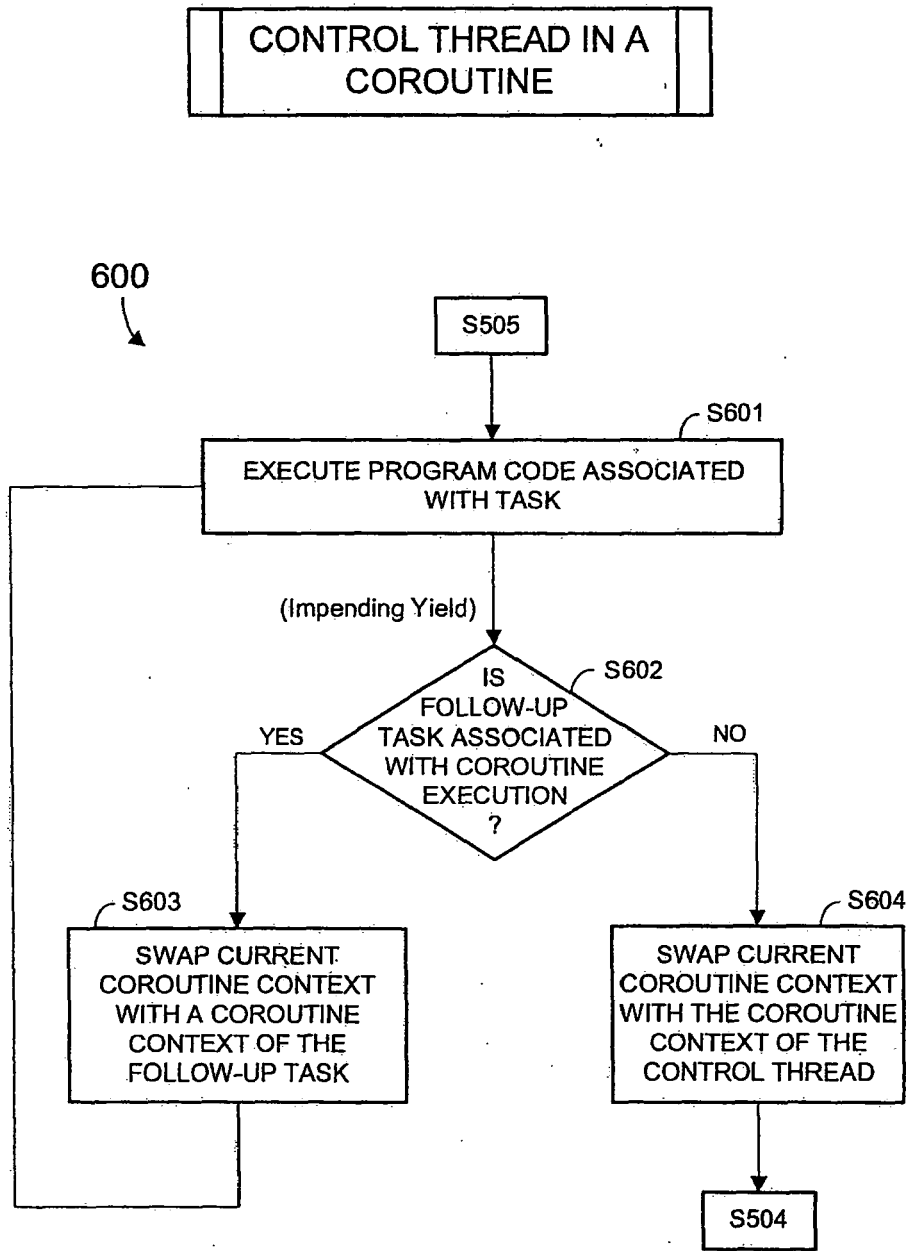 CONTROL THREAD IN A
COROUTINE
600
S505
S601
EXECUTE PROGRAM CODE ASSOCIATED
WITH TASK
(Impending Yield)
S602
IS
FOLLOW-UP
TASK ASSOCIATED
WITH COROUTINE
EXECUTION
?
YES
NO
S603
SWAP CURRENT
COROUTINE CONTEXT
WITH A COROUTINE
CONTEXT OF THE
FOLLOW-UP TASK
S604
SWAP CURRENT
COROUTINE CONTEXT
WITH THE COROUTINE
CONTEXT OF THE
CONTROL THREAD
S504